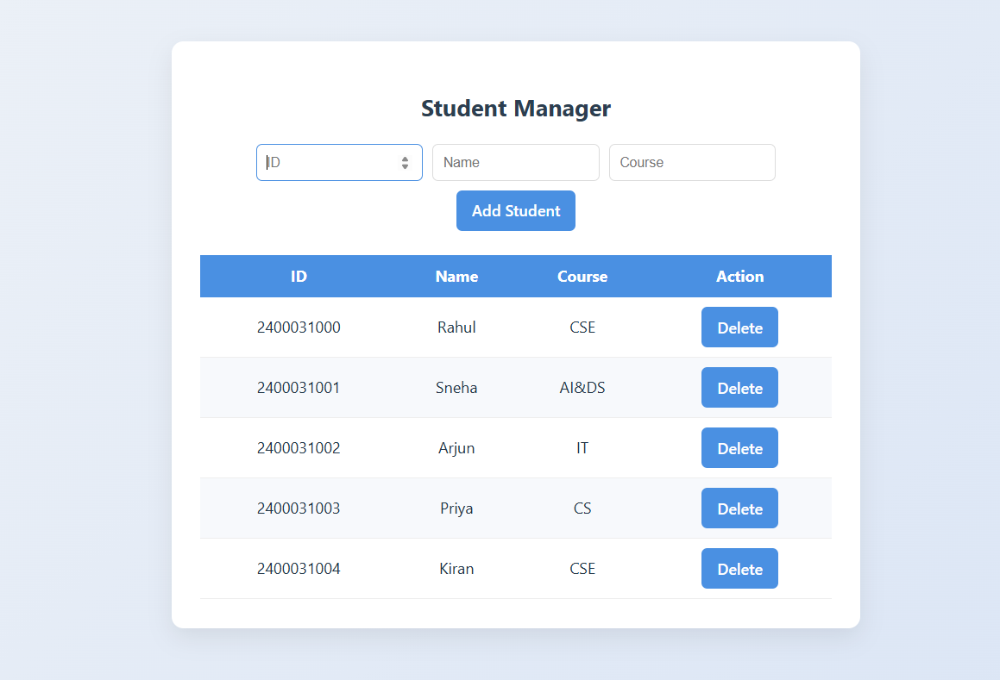 Student Manager
ID Name Course
Add Student
ID Name Course Action
2400031000 Rahul CSE Delete
2400031001 Sneha AI&DS Delete
2400031002 Arjun IT Delete
2400031003 Priya CS Delete
2400031004 Kiran CSE Delete